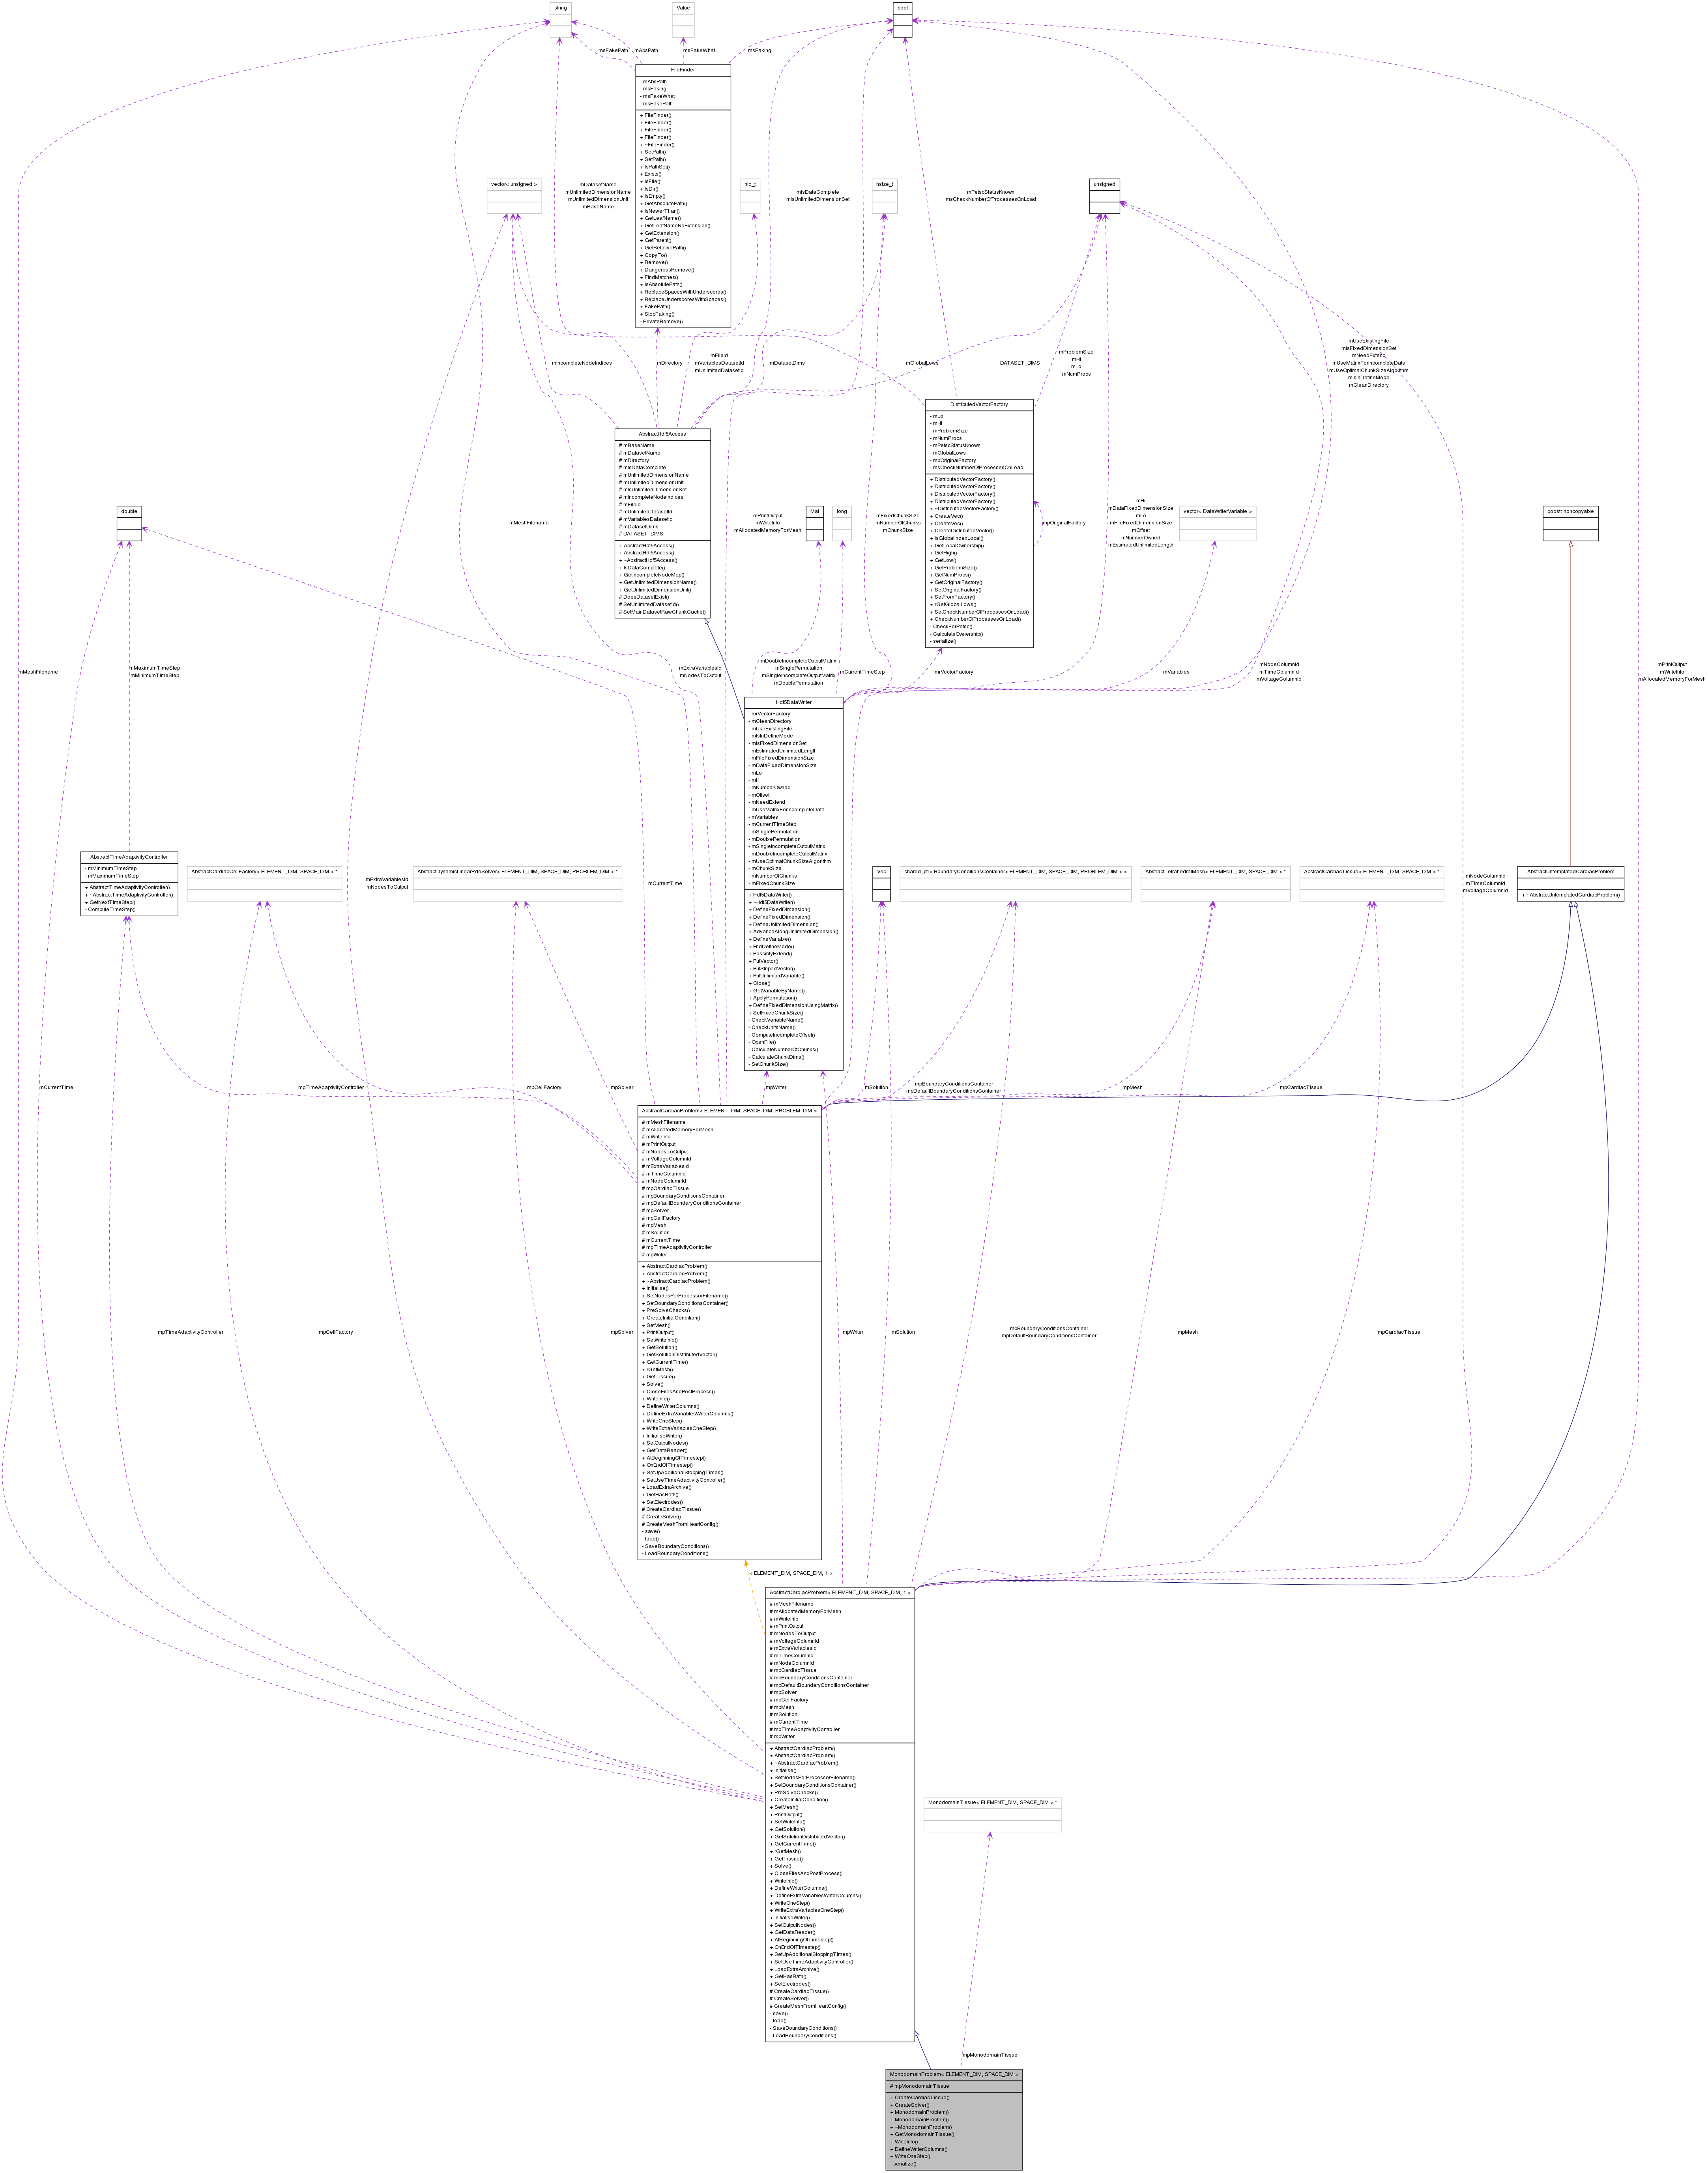 string
Value
bool
msFakePath
mAbsPath
msFakeWhat
msFaking
FileFinder
- mAbsPath
- msFaking
- msFakeWhat
- msFakePath
+ FileFinder()
+ FileFinder()
+ FileFinder()
+ FileFinder()
+ ~FileFinder()
+ SetPath()
+ SetPath()
+ IsPathSet()
+ Exists()
+ IsFile()
+ IsDir()
+ IsEmpty()
+ GetAbsolutePath()
+ IsNewerThan()
+ GetLeafName()
+ GetLeafNameNoExtension()
+ GetExtension()
+ GetParent()
+ GetRelativePath()
+ CopyTo()
+ Remove()
+ DangerousRemove()
+ FindMatches()
+ IsAbsolutePath()
+ ReplaceSpacesWithUnderscores()
+ ReplaceUnderscoresWithSpaces()
+ FakePath()
+ StopFaking()
- PrivateRemove()
vector< unsigned >
mDatasetName
mUnlimitedDimensionName
mUnlimitedDimensionUnit
mBaseName
hid_t
mIsDataComplete
mIsUnlimitedDimensionSet
hsize_t
mPetscStatusKnown
msCheckNumberOfProcessesOnLoad
unsigned
mIncompleteNodeIndices
mDirectory
mFileId
mVariablesDatasetId
mUnlimitedDatasetId
mDatasetDims
mGlobalLows
DATASET_DIMS
mProblemSize
mHi
mLo
mNumProcs
mUseExistingFile
mIsFixedDimensionSet
mNeedExtend
mUseMatrixForIncompleteData
mUseOptimalChunkSizeAlgorithm
mIsInDefineMode
mCleanDirectory
AbstractHdf5Access
# mBaseName
# mDatasetName
# mDirectory
# mIsDataComplete
# mUnlimitedDimensionName
# mUnlimitedDimensionUnit
# mIsUnlimitedDimensionSet
# mIncompleteNodeIndices
# mFileId
# mUnlimitedDatasetId
# mVariablesDatasetId
# mDatasetDims
# DATASET_DIMS
+ AbstractHdf5Access()
+ AbstractHdf5Access()
+ ~AbstractHdf5Access()
+ IsDataComplete()
+ GetIncompleteNodeMap()
+ GetUnlimitedDimensionName()
+ GetUnlimitedDimensionUnit()
# DoesDatasetExist()
# SetUnlimitedDatasetId()
# SetMainDatasetRawChunkCache()
DistributedVectorFactory
- mLo
- mHi
- mProblemSize
- mNumProcs
- mPetscStatusKnown
- mGlobalLows
- mpOriginalFactory
- msCheckNumberOfProcessesOnLoad
+ DistributedVectorFactory()
+ DistributedVectorFactory()
+ DistributedVectorFactory()
+ DistributedVectorFactory()
+ ~DistributedVectorFactory()
+ CreateVec()
+ CreateVec()
+ CreateDistributedVector()
+ IsGlobalIndexLocal()
+ GetLocalOwnership()
+ GetHigh()
+ GetLow()
+ GetProblemSize()
+ GetNumProcs()
+ GetOriginalFactory()
+ SetOriginalFactory()
+ SetFromFactory()
+ rGetGlobalLows()
+ SetCheckNumberOfProcessesOnLoad()
+ CheckNumberOfProcessesOnLoad()
- CheckForPetsc()
- CalculateOwnership()
- serialize()
double
mMeshFilename
mPrintOutput
mWriteInfo
mAllocatedMemoryForMesh
Mat
long
mFixedChunkSize
mNumberOfChunks
mChunkSize
mpOriginalFactory
mHi
mDataFixedDimensionSize
mLo
mFileFixedDimensionSize
mOffset
mNumberOwned
mEstimatedUnlimitedLength
vector< DataWriterVariable >
boost::noncopyable
mMeshFilename
mMaximumTimeStep
mMinimumTimeStep
mExtraVariablesId
mNodesToOutput
mDoubleIncompleteOutputMatrix
mSinglePermutation
mSingleIncompleteOutputMatrix
mDoublePermutation
mCurrentTimeStep
mrVectorFactory
mVariables
mNodeColumnId
mTimeColumnId
mVoltageColumnId
mPrintOutput
mWriteInfo
mAllocatedMemoryForMesh
Hdf5DataWriter
- mrVectorFactory
- mCleanDirectory
- mUseExistingFile
- mIsInDefineMode
- mIsFixedDimensionSet
- mEstimatedUnlimitedLength
- mFileFixedDimensionSize
- mDataFixedDimensionSize
- mLo
- mHi
- mNumberOwned
- mOffset
- mNeedExtend
- mUseMatrixForIncompleteData
- mVariables
- mCurrentTimeStep
- mSinglePermutation
- mDoublePermutation
- mSingleIncompleteOutputMatrix
- mDoubleIncompleteOutputMatrix
- mUseOptimalChunkSizeAlgorithm
- mChunkSize
- mNumberOfChunks
- mFixedChunkSize
+ Hdf5DataWriter()
+ ~Hdf5DataWriter()
+ DefineFixedDimension()
+ DefineFixedDimension()
+ DefineUnlimitedDimension()
+ AdvanceAlongUnlimitedDimension()
+ DefineVariable()
+ EndDefineMode()
+ PossiblyExtend()
+ PutVector()
+ PutStripedVector()
+ PutUnlimitedVariable()
+ Close()
+ GetVariableByName()
+ ApplyPermutation()
+ DefineFixedDimensionUsingMatrix()
+ SetFixedChunkSize()
- CheckVariableName()
- CheckUnitsName()
- ComputeIncompleteOffset()
- OpenFile()
- CalculateNumberOfChunks()
- CalculateChunkDims()
- SetChunkSize()
AbstractTimeAdaptivityController
- mMinimumTimeStep
- mMaximumTimeStep
+ AbstractTimeAdaptivityController()
+ ~AbstractTimeAdaptivityController()
+ GetNextTimeStep()
- ComputeTimeStep()
AbstractCardiacCellFactory< ELEMENT_DIM, SPACE_DIM > *
mExtraVariablesId
mNodesToOutput
AbstractDynamicLinearPdeSolver< ELEMENT_DIM, SPACE_DIM, PROBLEM_DIM > *
mCurrentTime
Vec
shared_ptr< BoundaryConditionsContainer< ELEMENT_DIM, SPACE_DIM, PROBLEM_DIM > >
AbstractTetrahedralMesh< ELEMENT_DIM, SPACE_DIM > *
AbstractCardiacTissue< ELEMENT_DIM, SPACE_DIM > *
mNodeColumnId
mTimeColumnId
mVoltageColumnId
AbstractUntemplatedCardiacProblem
+ ~AbstractUntemplatedCardiacProblem()
mCurrentTime
mpTimeAdaptivityController
mpCellFactory
mpSolver
mpWriter
mSolution
mpBoundaryConditionsContainer
mpDefaultBoundaryConditionsContainer
mpMesh
mpCardiacTissue
AbstractCardiacProblem< ELEMENT_DIM, SPACE_DIM, PROBLEM_DIM >
# mMeshFilename
# mAllocatedMemoryForMesh
# mWriteInfo
# mPrintOutput
# mNodesToOutput
# mVoltageColumnId
# mExtraVariablesId
# mTimeColumnId
# mNodeColumnId
# mpCardiacTissue
# mpBoundaryConditionsContainer
# mpDefaultBoundaryConditionsContainer
# mpSolver
# mpCellFactory
# mpMesh
# mSolution
# mCurrentTime
# mpTimeAdaptivityController
# mpWriter
+ AbstractCardiacProblem()
+ AbstractCardiacProblem()
+ ~AbstractCardiacProblem()
+ Initialise()
+ SetNodesPerProcessorFilename()
+ SetBoundaryConditionsContainer()
+ PreSolveChecks()
+ CreateInitialCondition()
+ SetMesh()
+ PrintOutput()
+ SetWriteInfo()
+ GetSolution()
+ GetSolutionDistributedVector()
+ GetCurrentTime()
+ rGetMesh()
+ GetTissue()
+ Solve()
+ CloseFilesAndPostProcess()
+ WriteInfo()
+ DefineWriterColumns()
+ DefineExtraVariablesWriterColumns()
+ WriteOneStep()
+ WriteExtraVariablesOneStep()
+ InitialiseWriter()
+ SetOutputNodes()
+ GetDataReader()
+ AtBeginningOfTimestep()
+ OnEndOfTimestep()
+ SetUpAdditionalStoppingTimes()
+ SetUseTimeAdaptivityController()
+ LoadExtraArchive()
+ GetHasBath()
+ SetElectrodes()
# CreateCardiacTissue()
# CreateSolver()
# CreateMeshFromHeartConfig()
- save()
- load()
- SaveBoundaryConditions()
- LoadBoundaryConditions()
mpTimeAdaptivityController
mpCellFactory
mpSolver
mpWriter
mSolution
mpBoundaryConditionsContainer
mpDefaultBoundaryConditionsContainer
mpMesh
mpCardiacTissue
< ELEMENT_DIM, SPACE_DIM, 1 >
AbstractCardiacProblem< ELEMENT_DIM, SPACE_DIM, 1 >
# mMeshFilename
# mAllocatedMemoryForMesh
# mWriteInfo
# mPrintOutput
# mNodesToOutput
# mVoltageColumnId
# mExtraVariablesId
# mTimeColumnId
# mNodeColumnId
# mpCardiacTissue
# mpBoundaryConditionsContainer
# mpDefaultBoundaryConditionsContainer
# mpSolver
# mpCellFactory
# mpMesh
# mSolution
# mCurrentTime
# mpTimeAdaptivityController
# mpWriter
+ AbstractCardiacProblem()
+ AbstractCardiacProblem()
+ ~AbstractCardiacProblem()
+ Initialise()
+ SetNodesPerProcessorFilename()
+ SetBoundaryConditionsContainer()
+ PreSolveChecks()
+ CreateInitialCondition()
+ SetMesh()
+ PrintOutput()
+ SetWriteInfo()
+ GetSolution()
+ GetSolutionDistributedVector()
+ GetCurrentTime()
+ rGetMesh()
+ GetTissue()
+ Solve()
+ CloseFilesAndPostProcess()
+ WriteInfo()
+ DefineWriterColumns()
+ DefineExtraVariablesWriterColumns()
+ WriteOneStep()
+ WriteExtraVariablesOneStep()
+ InitialiseWriter()
+ SetOutputNodes()
+ GetDataReader()
+ AtBeginningOfTimestep()
+ OnEndOfTimestep()
+ SetUpAdditionalStoppingTimes()
+ SetUseTimeAdaptivityController()
+ LoadExtraArchive()
+ GetHasBath()
+ SetElectrodes()
# CreateCardiacTissue()
# CreateSolver()
# CreateMeshFromHeartConfig()
- save()
- load()
- SaveBoundaryConditions()
- LoadBoundaryConditions()
MonodomainTissue< ELEMENT_DIM, SPACE_DIM > *
mpMonodomainTissue
MonodomainProblem< ELEMENT_DIM, SPACE_DIM >
# mpMonodomainTissue
+ CreateCardiacTissue()
+ CreateSolver()
+ MonodomainProblem()
+ MonodomainProblem()
+ ~MonodomainProblem()
+ GetMonodomainTissue()
+ WriteInfo()
+ DefineWriterColumns()
+ WriteOneStep()
- serialize()